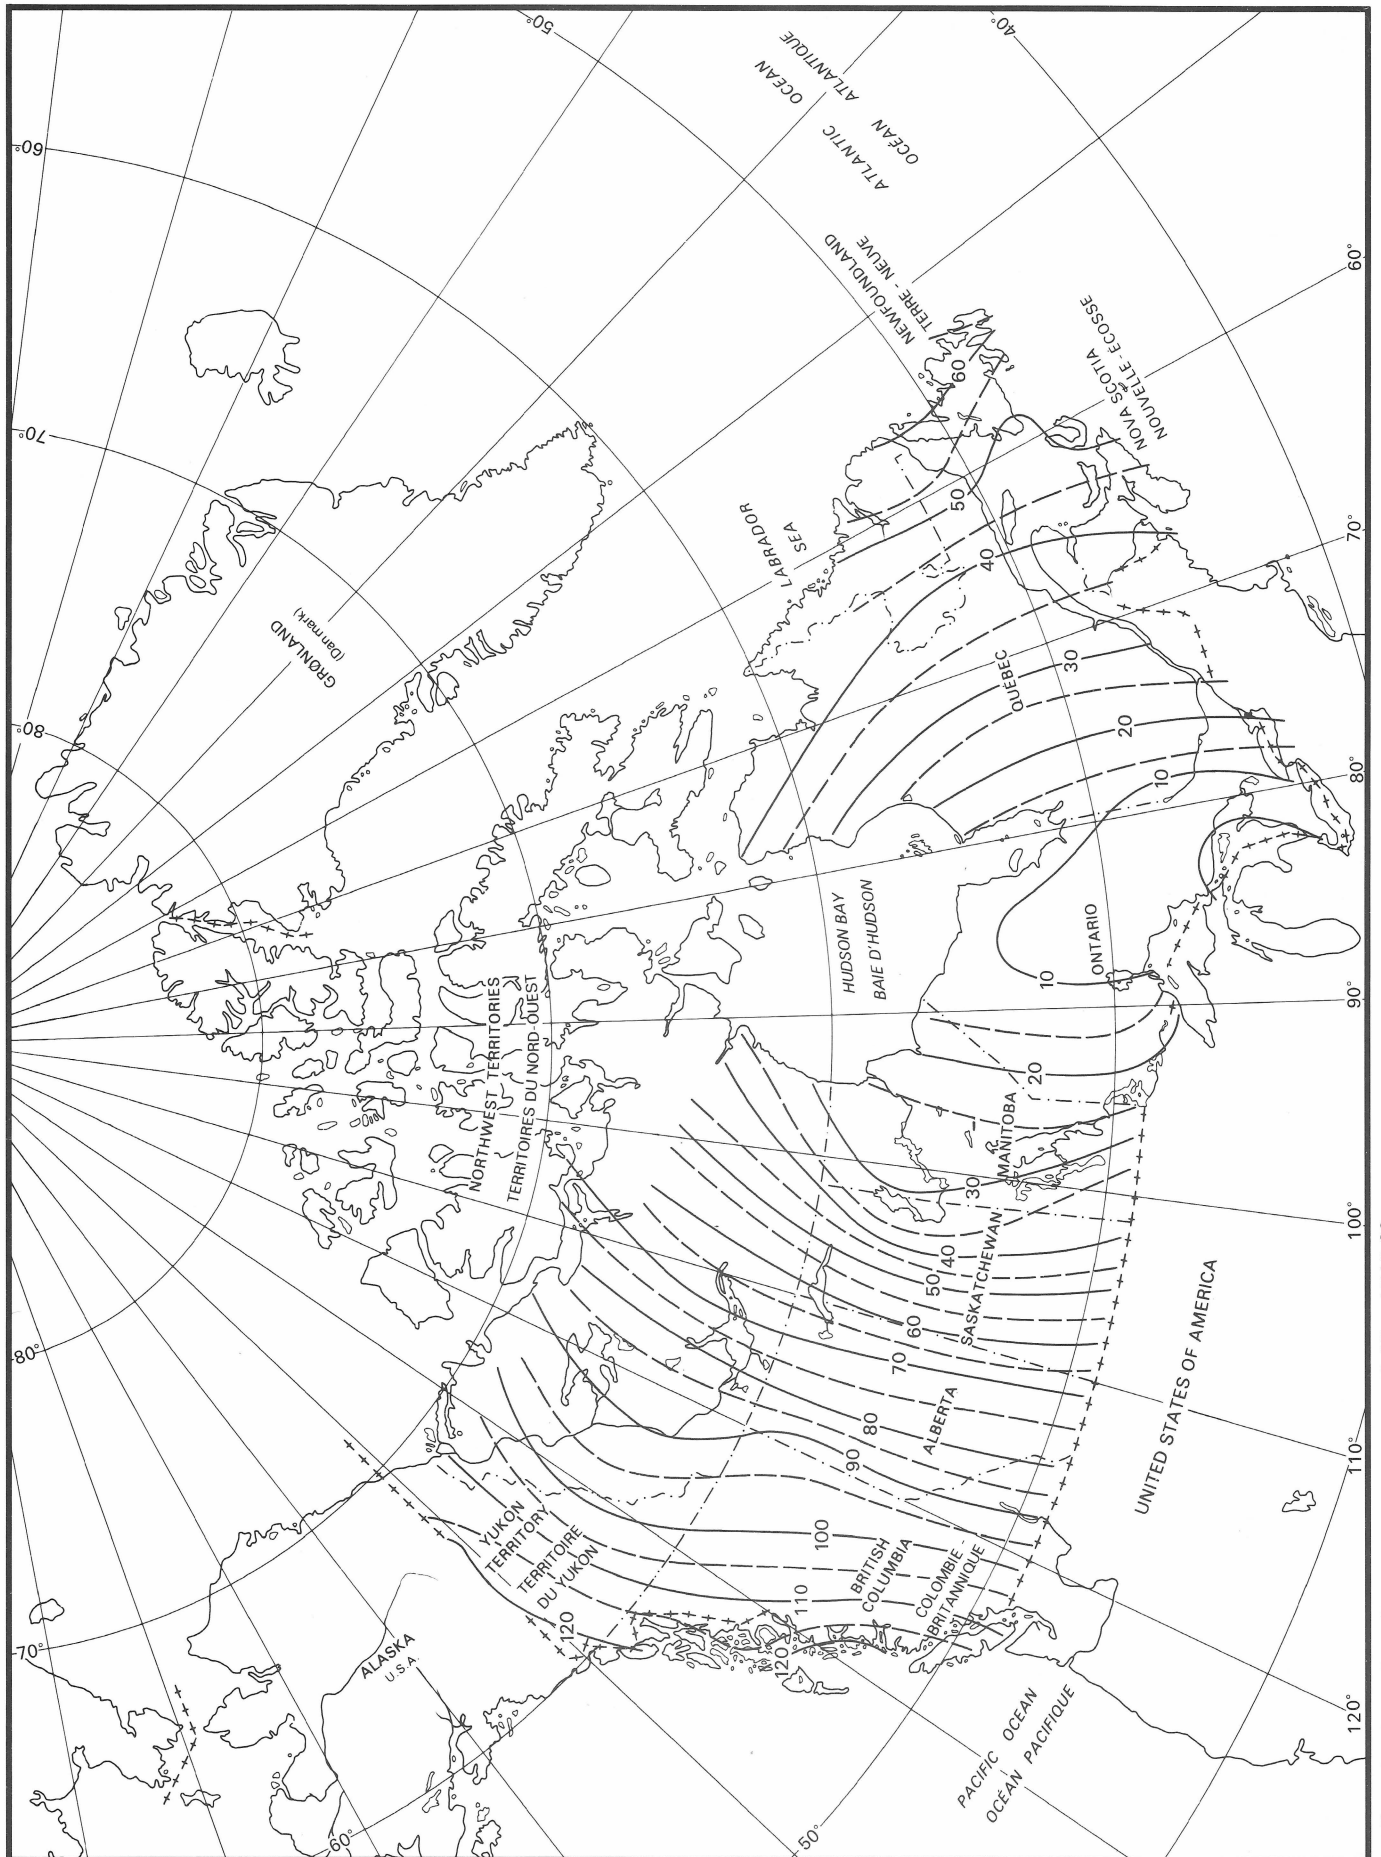 50°
40°
60°
70°
80°
OCEAN
ATLANTIQUE
ATLANTIC
OCÉAN
NEWFOUNDLAND
TERRE - NEUVE
NOVA SCOTIA
NOUVELLE - ÉCOSSE
60°
70°
80°
90°
100°
110°
120°
LABRADOR
SEA
GRØNLAND
(Danmark)
60
50
40
30
20
10
QUÉBEC
HUDSON BAY
BAIE D'HUDSON
ONTARIO
10
20
MANITOBA
30
NORTHWEST TERRITORIES
TERRITOIRES DU NORD-OUEST
SASKATCHEWAN
40
50
60
70
80
90
100
110
120
120
ALBERTA
UNITED STATES OF AMERICA
BRITISH
COLUMBIA
COLOMBIE -
BRITANNIQUE
YUKON
TERRITORY
TERRITOIRE
DU YUKON
ALASKA
U.S.A.
PACIFIC OCEAN
OCÉAN PACIFIQUE
80°
70°
60°
50°